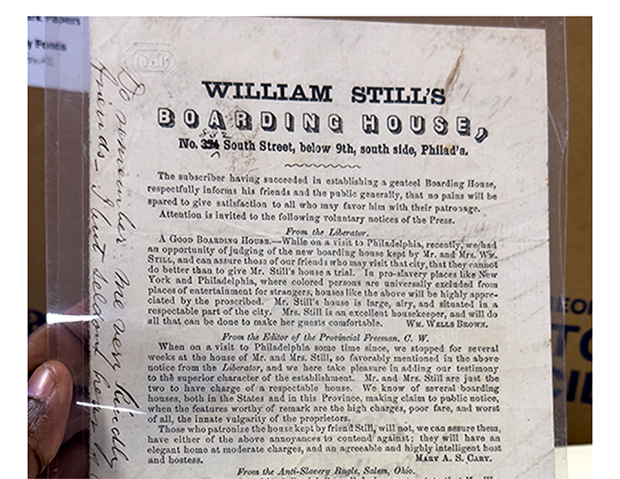 WILLIAM STILL'S
BOARDING HOUSE,
No. 324 South Street, below 9th, south side, Philad'a.
The subscriber having succeeded in establishing a genteel Boarding House,
respectfully informs his friends and the public generally, that no pains will be
spared to give satisfaction to all who may favor him with their patronage.
Attention is invited to the following voluntary notices of the Press.
From the Liberator.
A GOOD BOARDING HOUSE.—While on a visit to Philadelphia, recently, we had
an opportunity of judging of the new boarding house kept by Mr. and Mrs. WM.
STILL, and can assure those of our friends who may visit that city, that they cannot
do better than to give Mr. Still's house a trial. In pro-slavery places like New
York and Philadelphia, where colored persons are universally excluded from
places of entertainment for strangers, houses like the above will be highly appre-
ciated by the proscribed. Mr. Still's house is large, airy, and situated in a
respectable part of the city. Mrs. Still is an excellent housekeeper, and will do
all that can be done to make her guests comfortable. WM. WELLS BROWN.
From the Editor of the Provincial Freeman, C. W.
When on a visit to Philadelphia some time since, we stopped for several
weeks at the house of Mr. and Mrs. Still, so favorably mentioned in the above
notice from the Liberator, and we here take pleasure in adding our testimony
to the superior character of the establishment. Mr. and Mrs. Still are just the
two to have charge of a respectable house. We know of several boarding
houses, both in the States and in this Province, making claim to public notice,
when the features worthy of remark are the high charges, poor fare, and worst
of all, the innate vulgarity of the proprietors.
Those who patronize the house kept by friend Still, will not, we can assure them,
have either of the above annoyances to contend against; they will have an
elegant home at moderate charges, and an agreeable and highly intelligent host
and hostess. MARY A. S. CARY.
From the Anti-Slavery Bugle, Salem, Ohio.
To remember me very kindly
friends - I but seldom hear